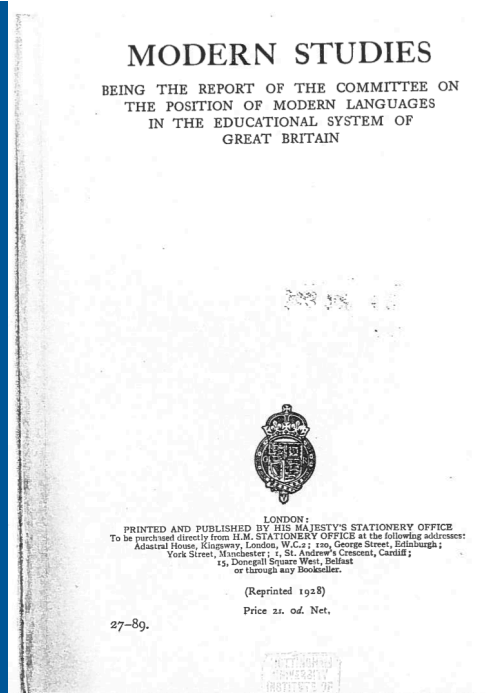 MODERN STUDIES
BEING THE REPORT OF THE COMMITTEE ON
THE POSITION OF MODERN LANGUAGES
IN THE EDUCATIONAL SYSTEM OF
GREAT BRITAIN
LONDON:
PRINTED AND PUBLISHED BY HIS MAJESTY'S STATIONERY OFFICE
To be purchased directly from H.M. STATIONERY OFFICE at the following addresses:
Adastral House, Kingsway, London, W.C.2; 120, George Street, Edinburgh;
York Street, Manchester; 1, St. Andrew's Crescent, Cardiff;
15, Donegall Square West, Belfast
or through any Bookseller.
(Reprinted 1928)
Price 2s. 0d. Net.
27-89.